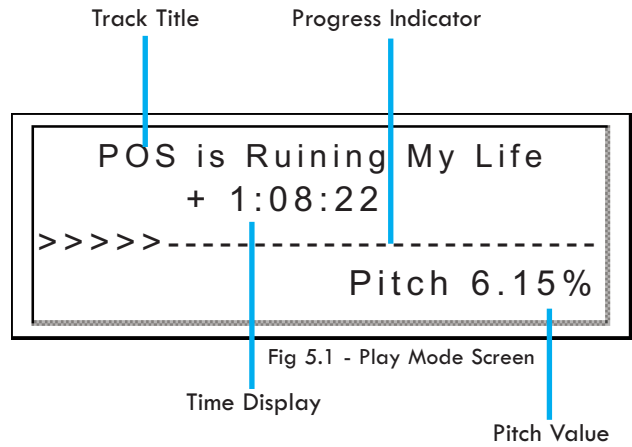 Track Title Progress Indicator
POS is Ruining My Life
+ 1:08:22
>>>>>--------------------
Pitch 6.15%
Fig 5.1 - Play Mode Screen
Time Display
Pitch Value